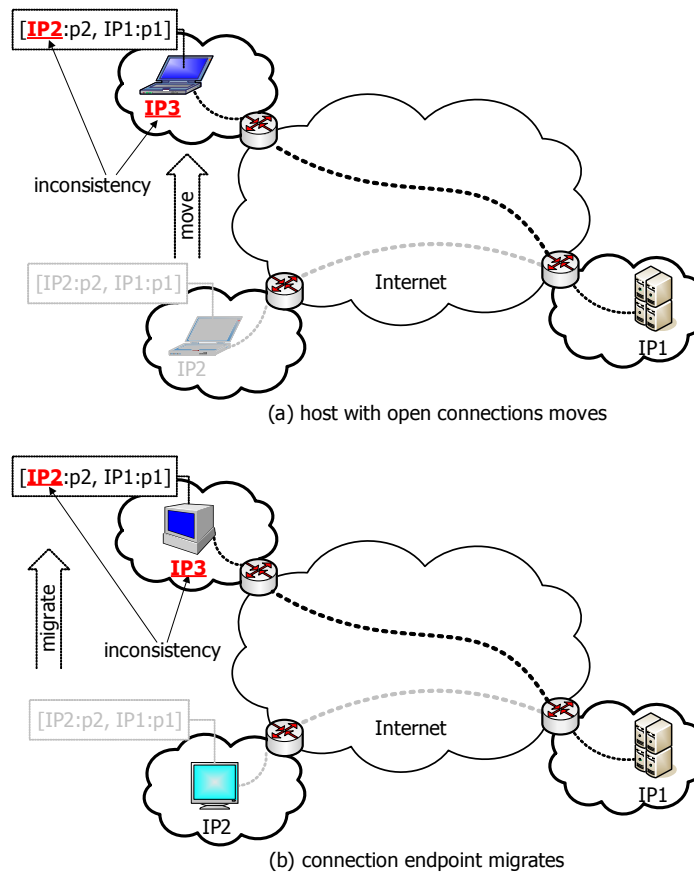 [IP2:p2, IP1:p1]
IP3
inconsistency
move
[IP2:p2, IP1:p1]
Internet
IP2
IP1
(a) host with open connections moves
[IP2:p2, IP1:p1]
IP3
migrate
inconsistency
[IP2:p2, IP1:p1]
Internet
IP2
IP1
(b) connection endpoint migrates